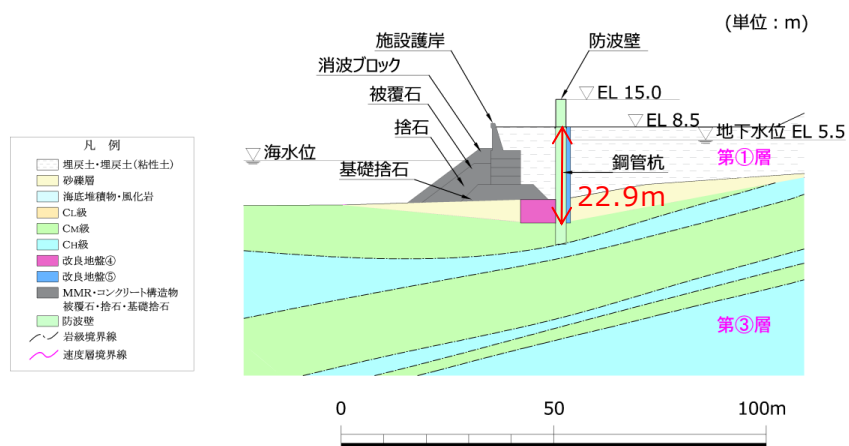 (単位：m)
施設護岸
防波壁
消波ブロック
被覆石
捨石
基礎捨石
海水位
EL 15.0
EL 8.5
地下水位 EL 5.5
鋼管杭
22.9m
第①層
第③層
凡 例
埋戻土・埋戻土(粘性土)
砂礫層
海底堆積物・風化岩
CL級
CM級
CH級
改良地盤④
改良地盤⑤
MMR・コンクリート構造物
被覆石・捨石・基礎捨石
防波壁
岩級境界線
速度層境界線
0
50
100m